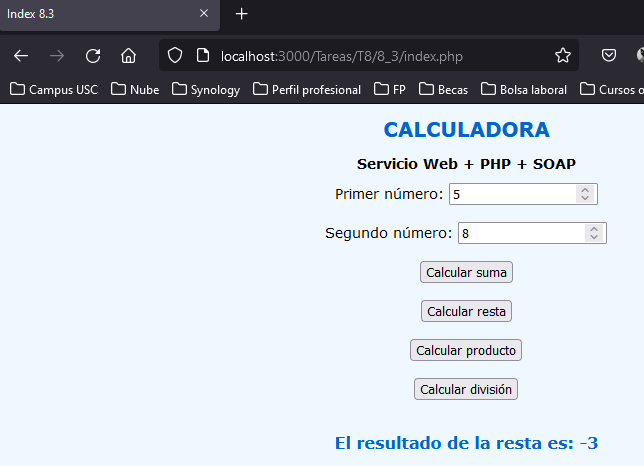 Index 8.3
localhost:3000/Tareas/T8/8_3/index.php
Campus USC Nube Synology Perfil profesional FP Becas Bolsa laboral Cursos o
CALCULADORA
Servicio Web + PHP + SOAP
Primer número: 5
Segundo número: 8
Calcular suma
Calcular resta
Calcular producto
Calcular división
El resultado de la resta es: -3